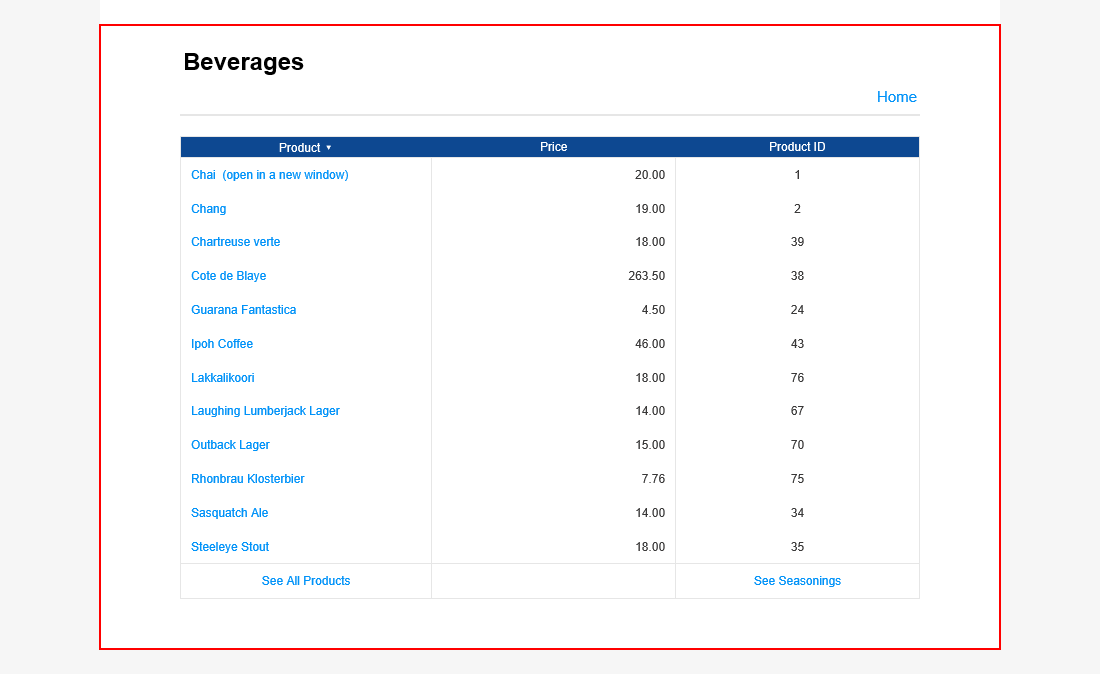 Beverages
Home
Product ▼ Price Product ID
Chai  (open in a new window) 20.00 1
Chang 19.00 2
Chartreuse verte 18.00 39
Cote de Blaye 263.50 38
Guarana Fantastica 4.50 24
Ipoh Coffee 46.00 43
Lakkalikoori 18.00 76
Laughing Lumberjack Lager 14.00 67
Outback Lager 15.00 70
Rhonbrau Klosterbier 7.76 75
Sasquatch Ale 14.00 34
Steeleye Stout 18.00 35
See All Products See Seasonings